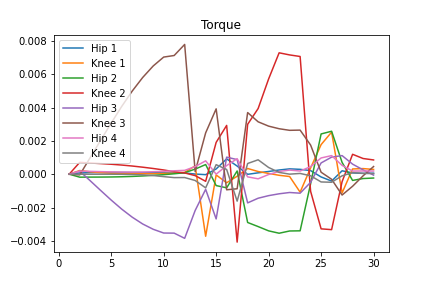 Torque
0.008
0.006
0.004
0.002
0.000
−0.002
−0.004
Hip 1
Knee 1
Hip 2
Knee 2
Hip 3
Knee 3
Hip 4
Knee 4
0 5 10 15 20 25 30